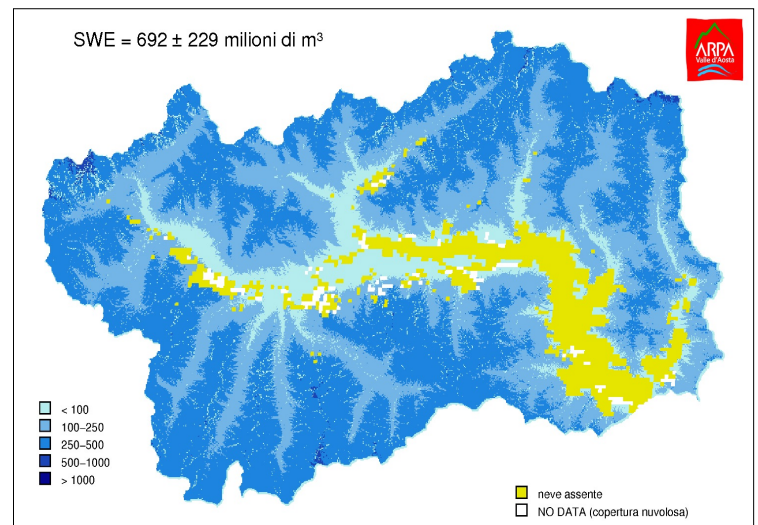 SWE = 692 ± 229 milioni di m³
ARPA
Valle d'Aosta
< 100
100–250
250–500
500–1000
> 1000
neve assente
NO DATA (copertura nuvolosa)